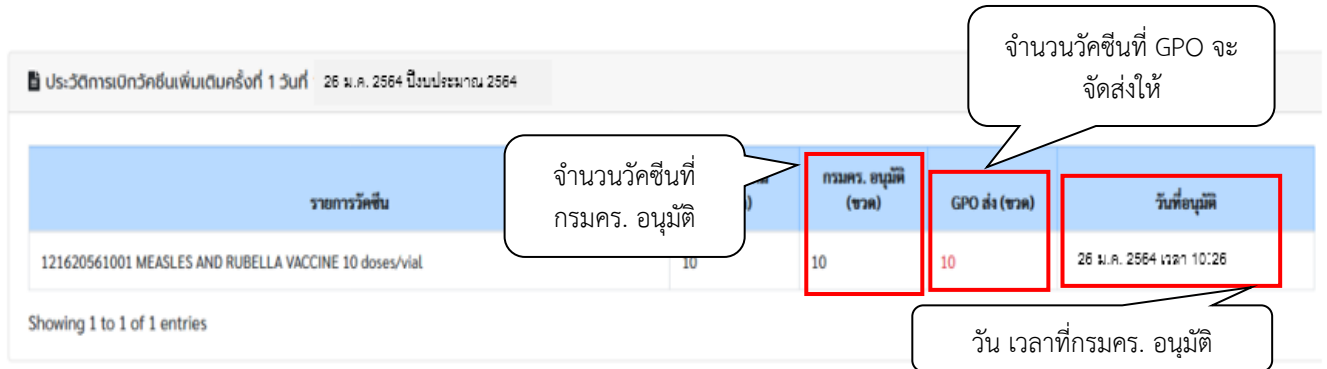 จำนวนวัคซีนที่ GPO จะ
จัดส่งให้
ประวัติการเบิกวัคซีนเพิ่มเติมครั้งที่ 1 วันที่ 26 ม.ค. 2564 ปีงบประมาณ 2564
จำนวนวัคซีนที่
กรมคร. อนุมัติ
รายการวัคซีน
กรมคร. อนุมัติ
(ขวด)
GPO ส่ง (ขวด)
วันที่อนุมัติ
121620561001 MEASLES AND RUBELLA VACCINE 10 doses/vial 10 10 10 26 ม.ค. 2564 เวลา 10:26
Showing 1 to 1 of 1 entries
วัน เวลาที่กรมคร. อนุมัติ